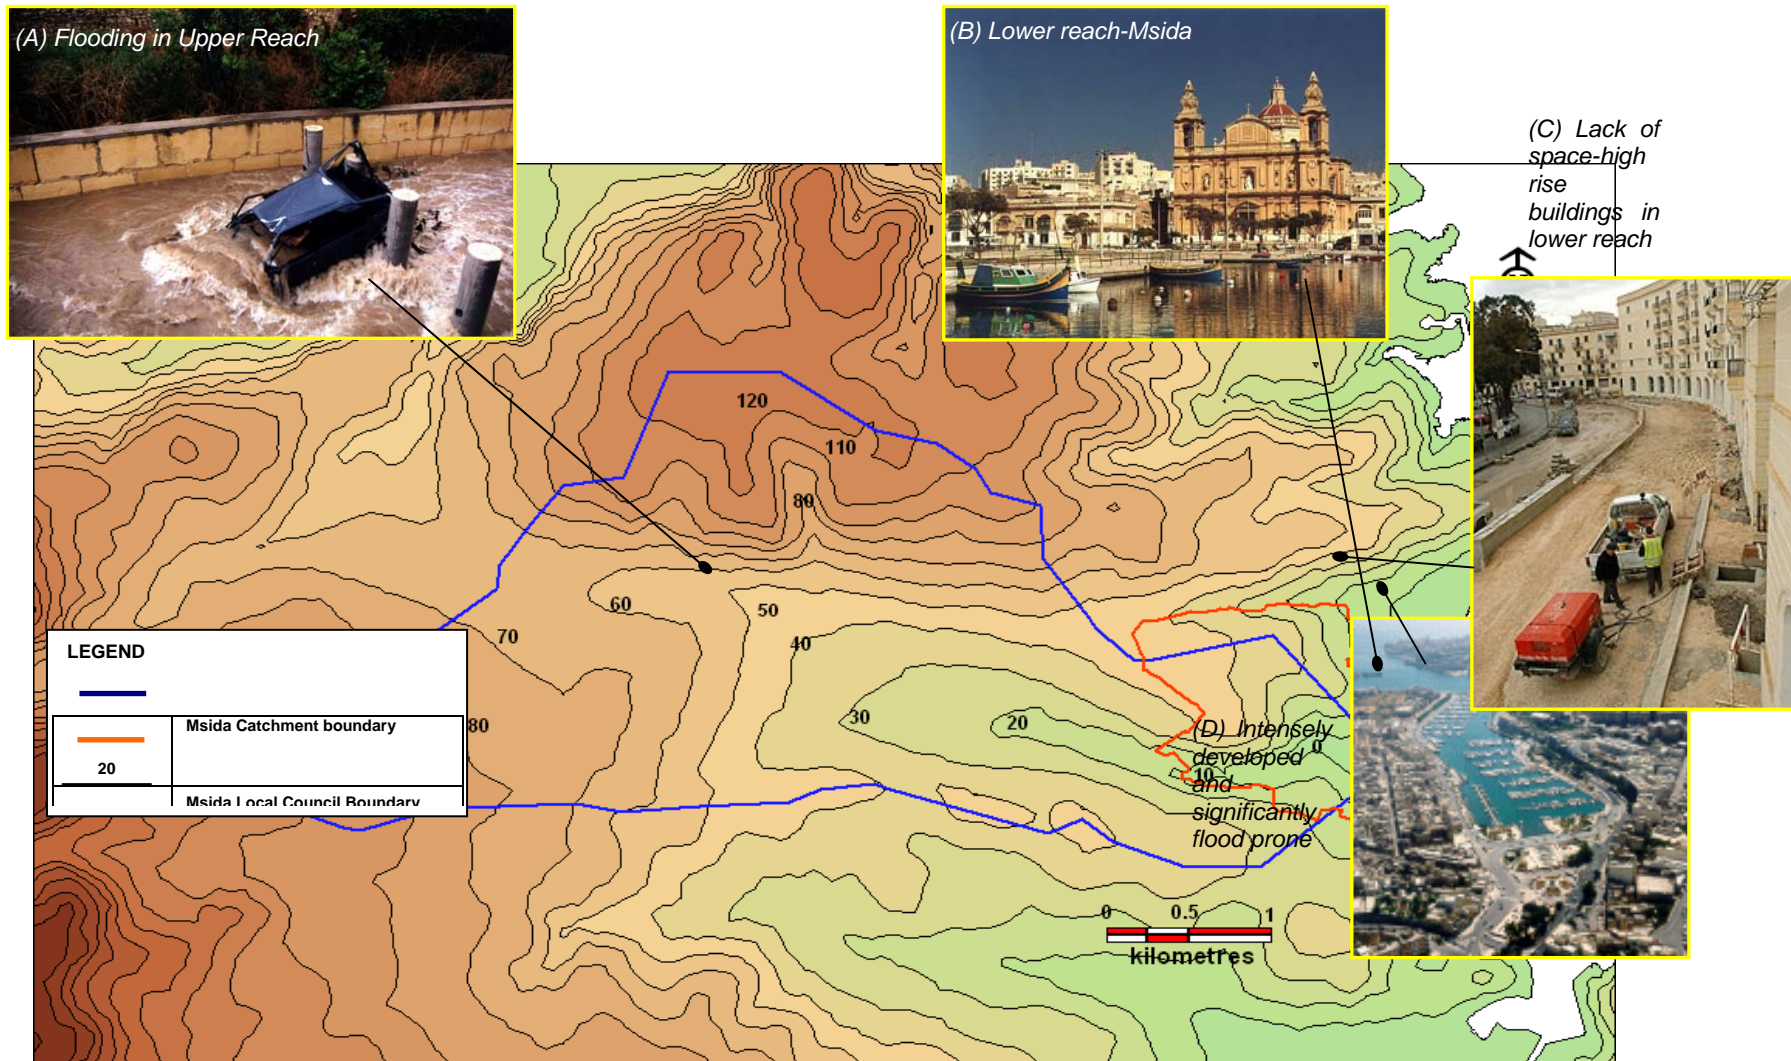 (A) Flooding in Upper Reach
(B) Lower reach-Msida
(C) Lack of
space-high
rise
buildings in
lower reach
120
110
80
60
50
70
40
80
30
20
0
10
(D) Intensely
developed
and
significantly
flood prone
LEGEND
Msida Catchment boundary
20
Msida Local Council Boundary
0 0.5 1
kilometres